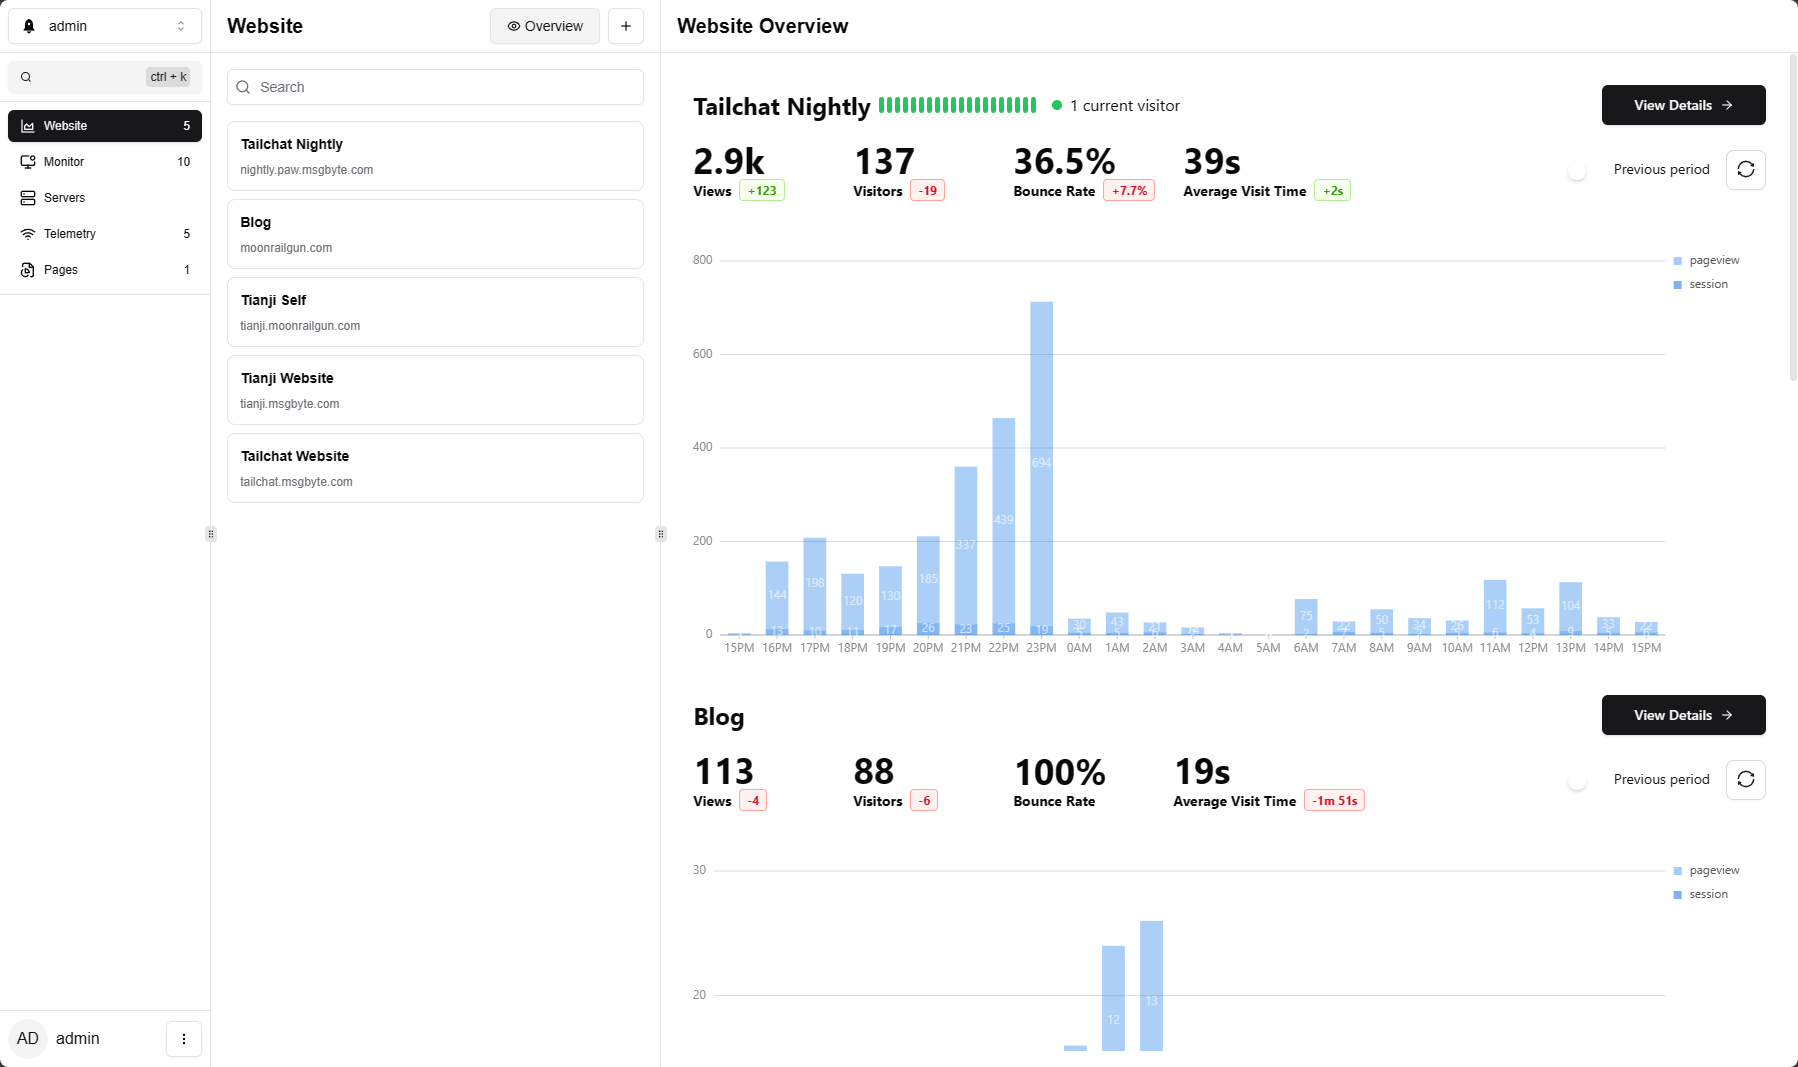 admin
ctrl + k
Website 5
Monitor 10
Servers
Telemetry 5
Pages 1
AD admin
Website
Overview
Search
Tailchat Nightly
nightly.paw.msgbyte.com
Blog
moonrailgun.com
Tianji Self
tianji.moonrailgun.com
Tianji Website
tianji.msgbyte.com
Tailchat Website
tailchat.msgbyte.com
Website Overview
Tailchat Nightly 1 current visitor
View Details
2.9k 137 36.5% 39s
Views +123 Visitors -19 Bounce Rate +7.7% Average Visit Time +2s
Previous period
800
pageview
session
600
400
200
0
694
439
337
144 198 120 130 185
13 10 11 17 26 23 25 19
30 43 75 50 34 26 112 53 104 33 22
15PM 16PM 17PM 18PM 19PM 20PM 21PM 22PM 23PM 0AM 1AM 2AM 3AM 4AM 5AM 6AM 7AM 8AM 9AM 10AM 11AM 12PM 13PM 14PM 15PM
Blog
View Details
113 88 100% 19s
Views -4 Visitors -6 Bounce Rate Average Visit Time -1m 51s
Previous period
30
pageview
session
20
12 13